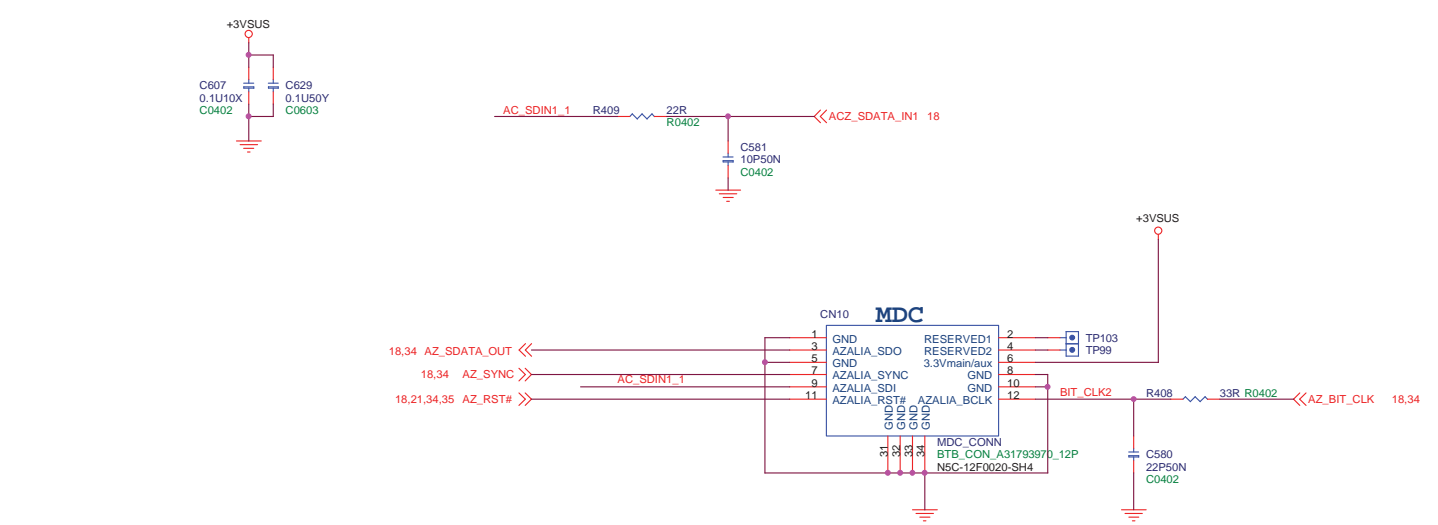 +3VSUS
C607
0.1U10X
C0402
C629
0.1U50Y
C0603
AC_SDIN1_1
R409
22R
R0402
ACZ_SDATA_IN1 18
C581
10P50N
C0402
+3VSUS
CN10
MDC
1 GND
3 AZALIA_SDO
5 GND
7 AZALIA_SYNC
9 AZALIA_SDI
11 AZALIA_RST#
RESERVED1 2
RESERVED2 4
3.3Vmain/aux 6
GND 8
GND 10
AZALIA_BCLK 12
TP103
TP99
18,34 AZ_SDATA_OUT
18,34 AZ_SYNC
AC_SDIN1_1
18,21,34,35 AZ_RST#
BIT_CLK2
R408
33R R0402
AZ_BIT_CLK 18,34
GND GND GND GND
31 32 33 34
MDC_CONN
BTB_CON_A31793970_12P
N5C-12F0020-SH4
C580
22P50N
C0402